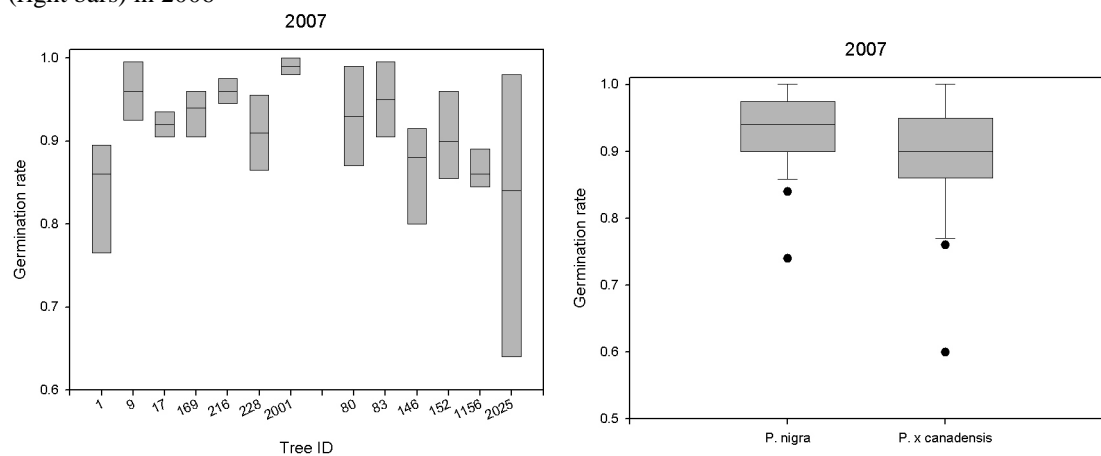 (right bars) in 2006
2007
1.0
0.9
0.8
0.7
0.6
Germination rate
1 9 17 169 216 228 2001 80 83 146 152 1156 2025
Tree ID
2007
1.0
0.9
0.8
0.7
0.6
0.5
Germination rate
P. nigra P. x canadensis